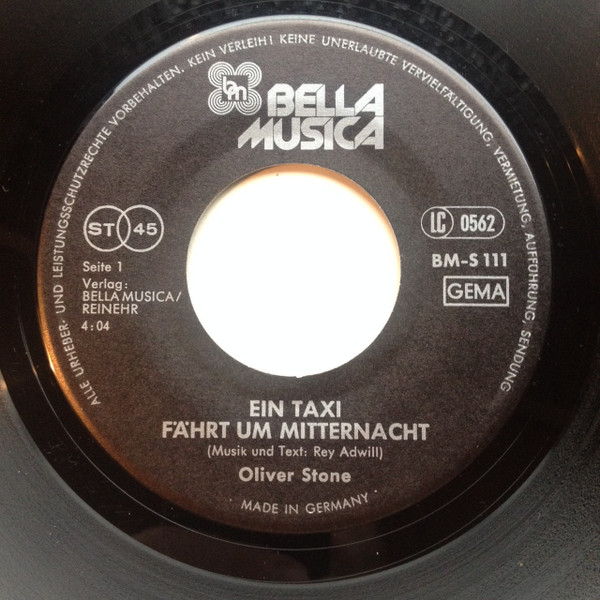 ALLE URHEBER- UND LEISTUNGSSCHUTZRECHTE VORBEHALTEN. KEIN VERLEIH! KEINE UNERLAUBTE VERVIELFÄLTIGUNG, VERMIETUNG, AUFFÜHRUNG, SENDUNG
bm BELLA
MUSICA
ST 45
LC 0562
Seite 1
BM-S 111
Verlag:
BELLA MUSICA/
REINEHR
GEMA
4:04
EIN TAXI
FÄHRT UM MITTERNACHT
(Musik und Text: Rey Adwill)
Oliver Stone
MADE IN GERMANY